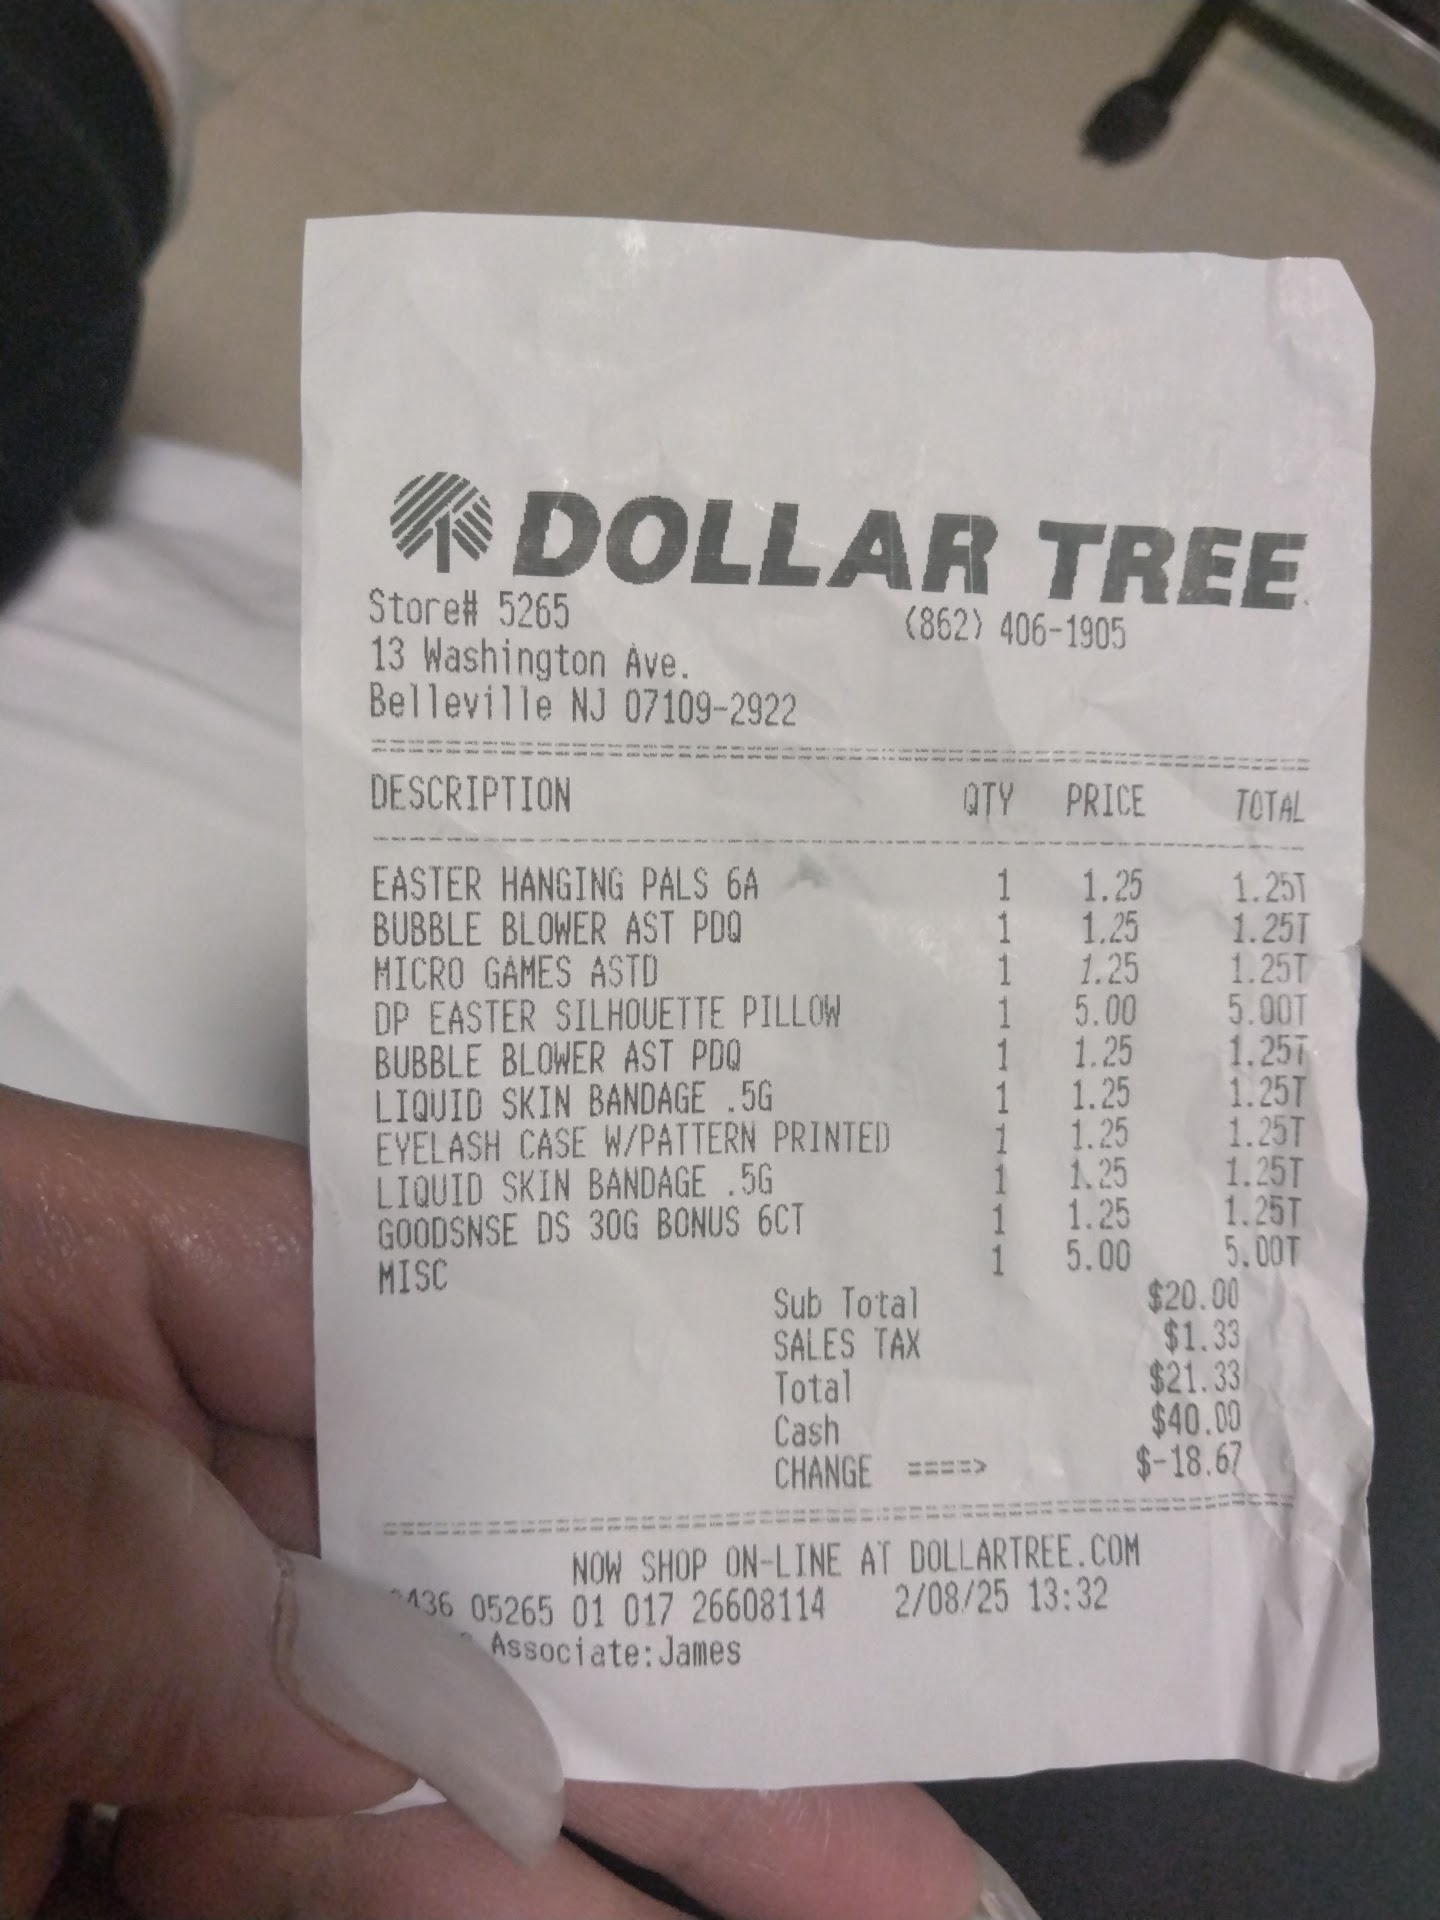 DOLLAR TREE
Store# 5265 (862) 406-1905
13 Washington Ave.
Belleville NJ 07109-2922
DESCRIPTION QTY PRICE TOTAL
EASTER HANGING PALS 6A 1 1.25 1.25T
BUBBLE BLOWER AST PDQ 1 1.25 1.25T
MICRO GAMES ASTD 1 1.25 1.25T
DP EASTER SILHOUETTE PILLOW 1 5.00 5.00T
BUBBLE BLOWER AST PDQ 1 1.25 1.25T
LIQUID SKIN BANDAGE .5G 1 1.25 1.25T
EYELASH CASE W/PATTERN PRINTED 1 1.25 1.25T
LIQUID SKIN BANDAGE .5G 1 1.25 1.25T
GOODSNSE DS 30G BONUS 6CT 1 1.25 1.25T
MISC 1 5.00 5.00T
Sub Total $20.00
SALES TAX $1.33
Total $21.33
Cash $40.00
CHANGE ====> $-18.67
NOW SHOP ON-LINE AT DOLLARTREE.COM
05265 01 017 26608114 2/08/25 13:32
Associate:James